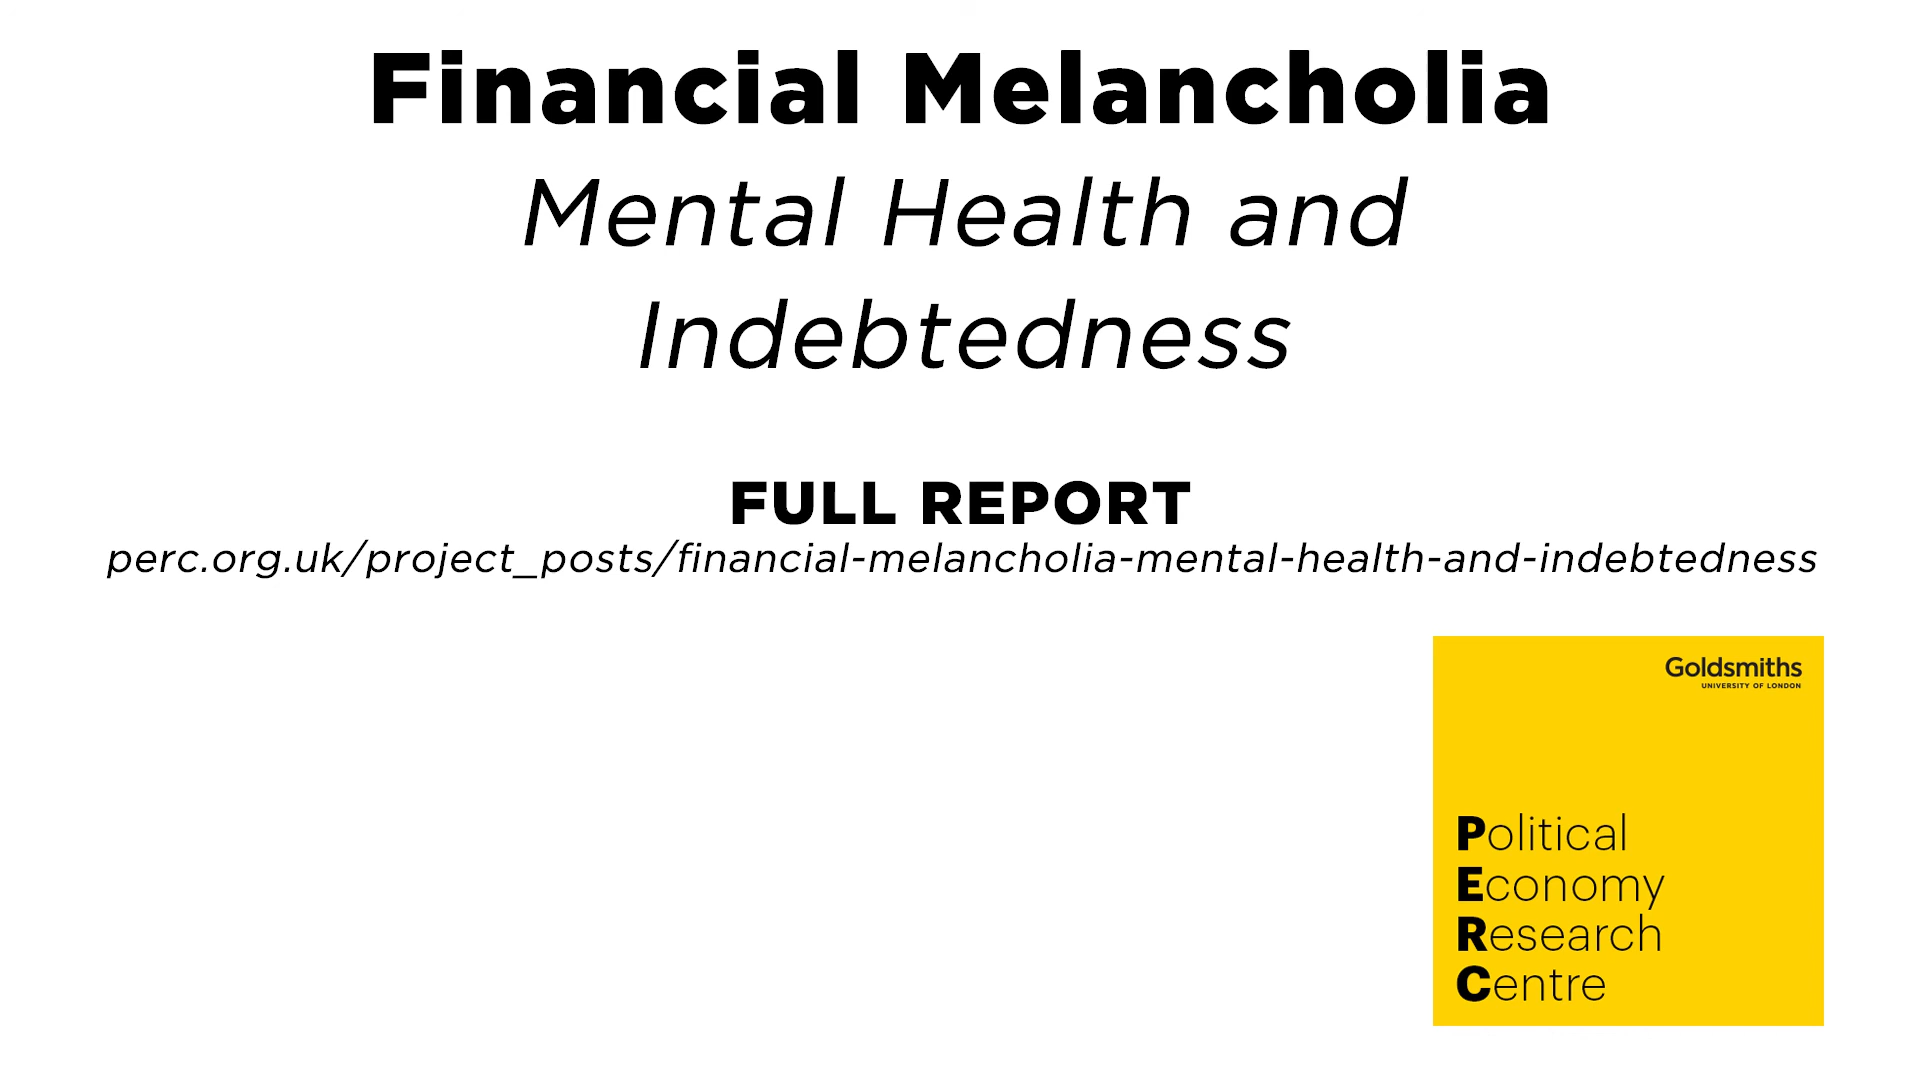 Financial Melancholia
Mental Health and
Indebtedness
FULL REPORT
perc.org.uk/project_posts/financial-melancholia-mental-health-and-indebtedness
Goldsmiths
UNIVERSITY OF LONDON
Political
Economy
Research
Centre